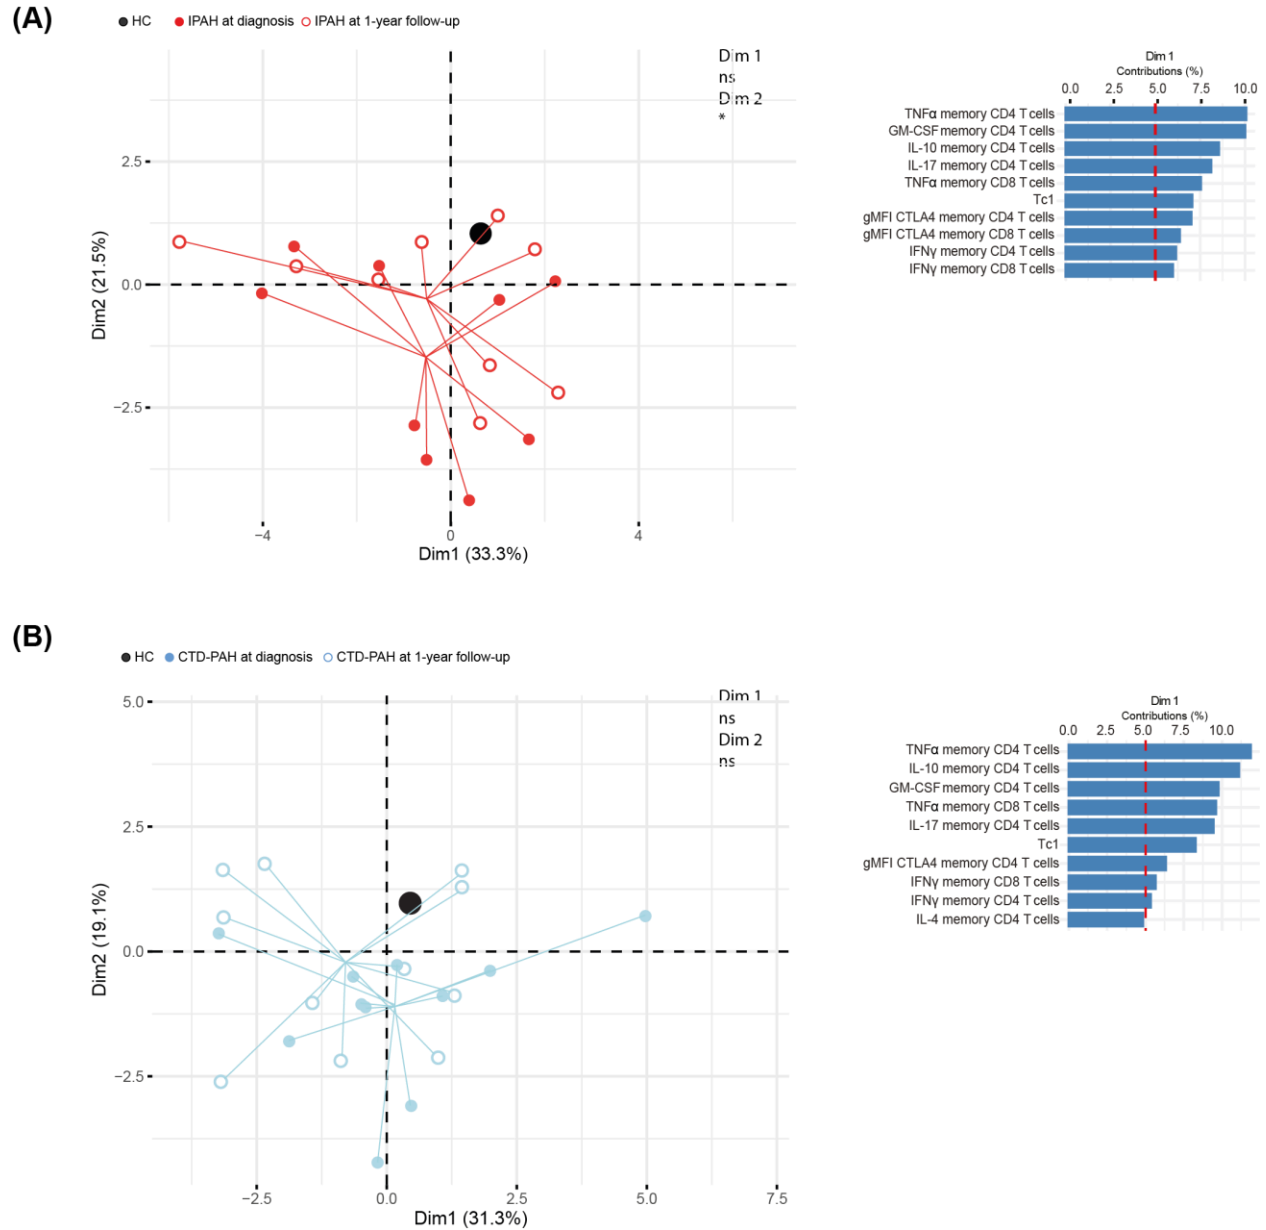 (A)
HC IPAH at diagnosis IPAH at 1-year follow-up
Dim 1
ns
Dim 2
*
2.5
0.0
−2.5
Dim2 (21.5%)
−4 0 4
Dim1 (33.3%)
Dim 1
Contributions (%)
0.0 2.5 5.0 7.5 10.0
TNFα memory CD4 T cells
GM-CSF memory CD4 T cells
IL-10 memory CD4 T cells
IL-17 memory CD4 T cells
TNFα memory CD8 T cells
Tc1
gMFI CTLA4 memory CD4 T cells
gMFI CTLA4 memory CD8 T cells
IFNγ memory CD4 T cells
IFNγ memory CD8 T cells
(B)
HC CTD-PAH at diagnosis CTD-PAH at 1-year follow-up
Dim 1
ns
Dim 2
ns
5.0
2.5
0.0
−2.5
Dim2 (19.1%)
−2.5 0.0 2.5 5.0 7.5
Dim1 (31.3%)
Dim 1
Contributions (%)
0.0 2.5 5.0 7.5 10.0
TNFα memory CD4 T cells
IL-10 memory CD4 T cells
GM-CSF memory CD4 T cells
TNFα memory CD8 T cells
IL-17 memory CD4 T cells
Tc1
gMFI CTLA4 memory CD4 T cells
IFNγ memory CD8 T cells
IFNγ memory CD4 T cells
IL-4 memory CD4 T cells